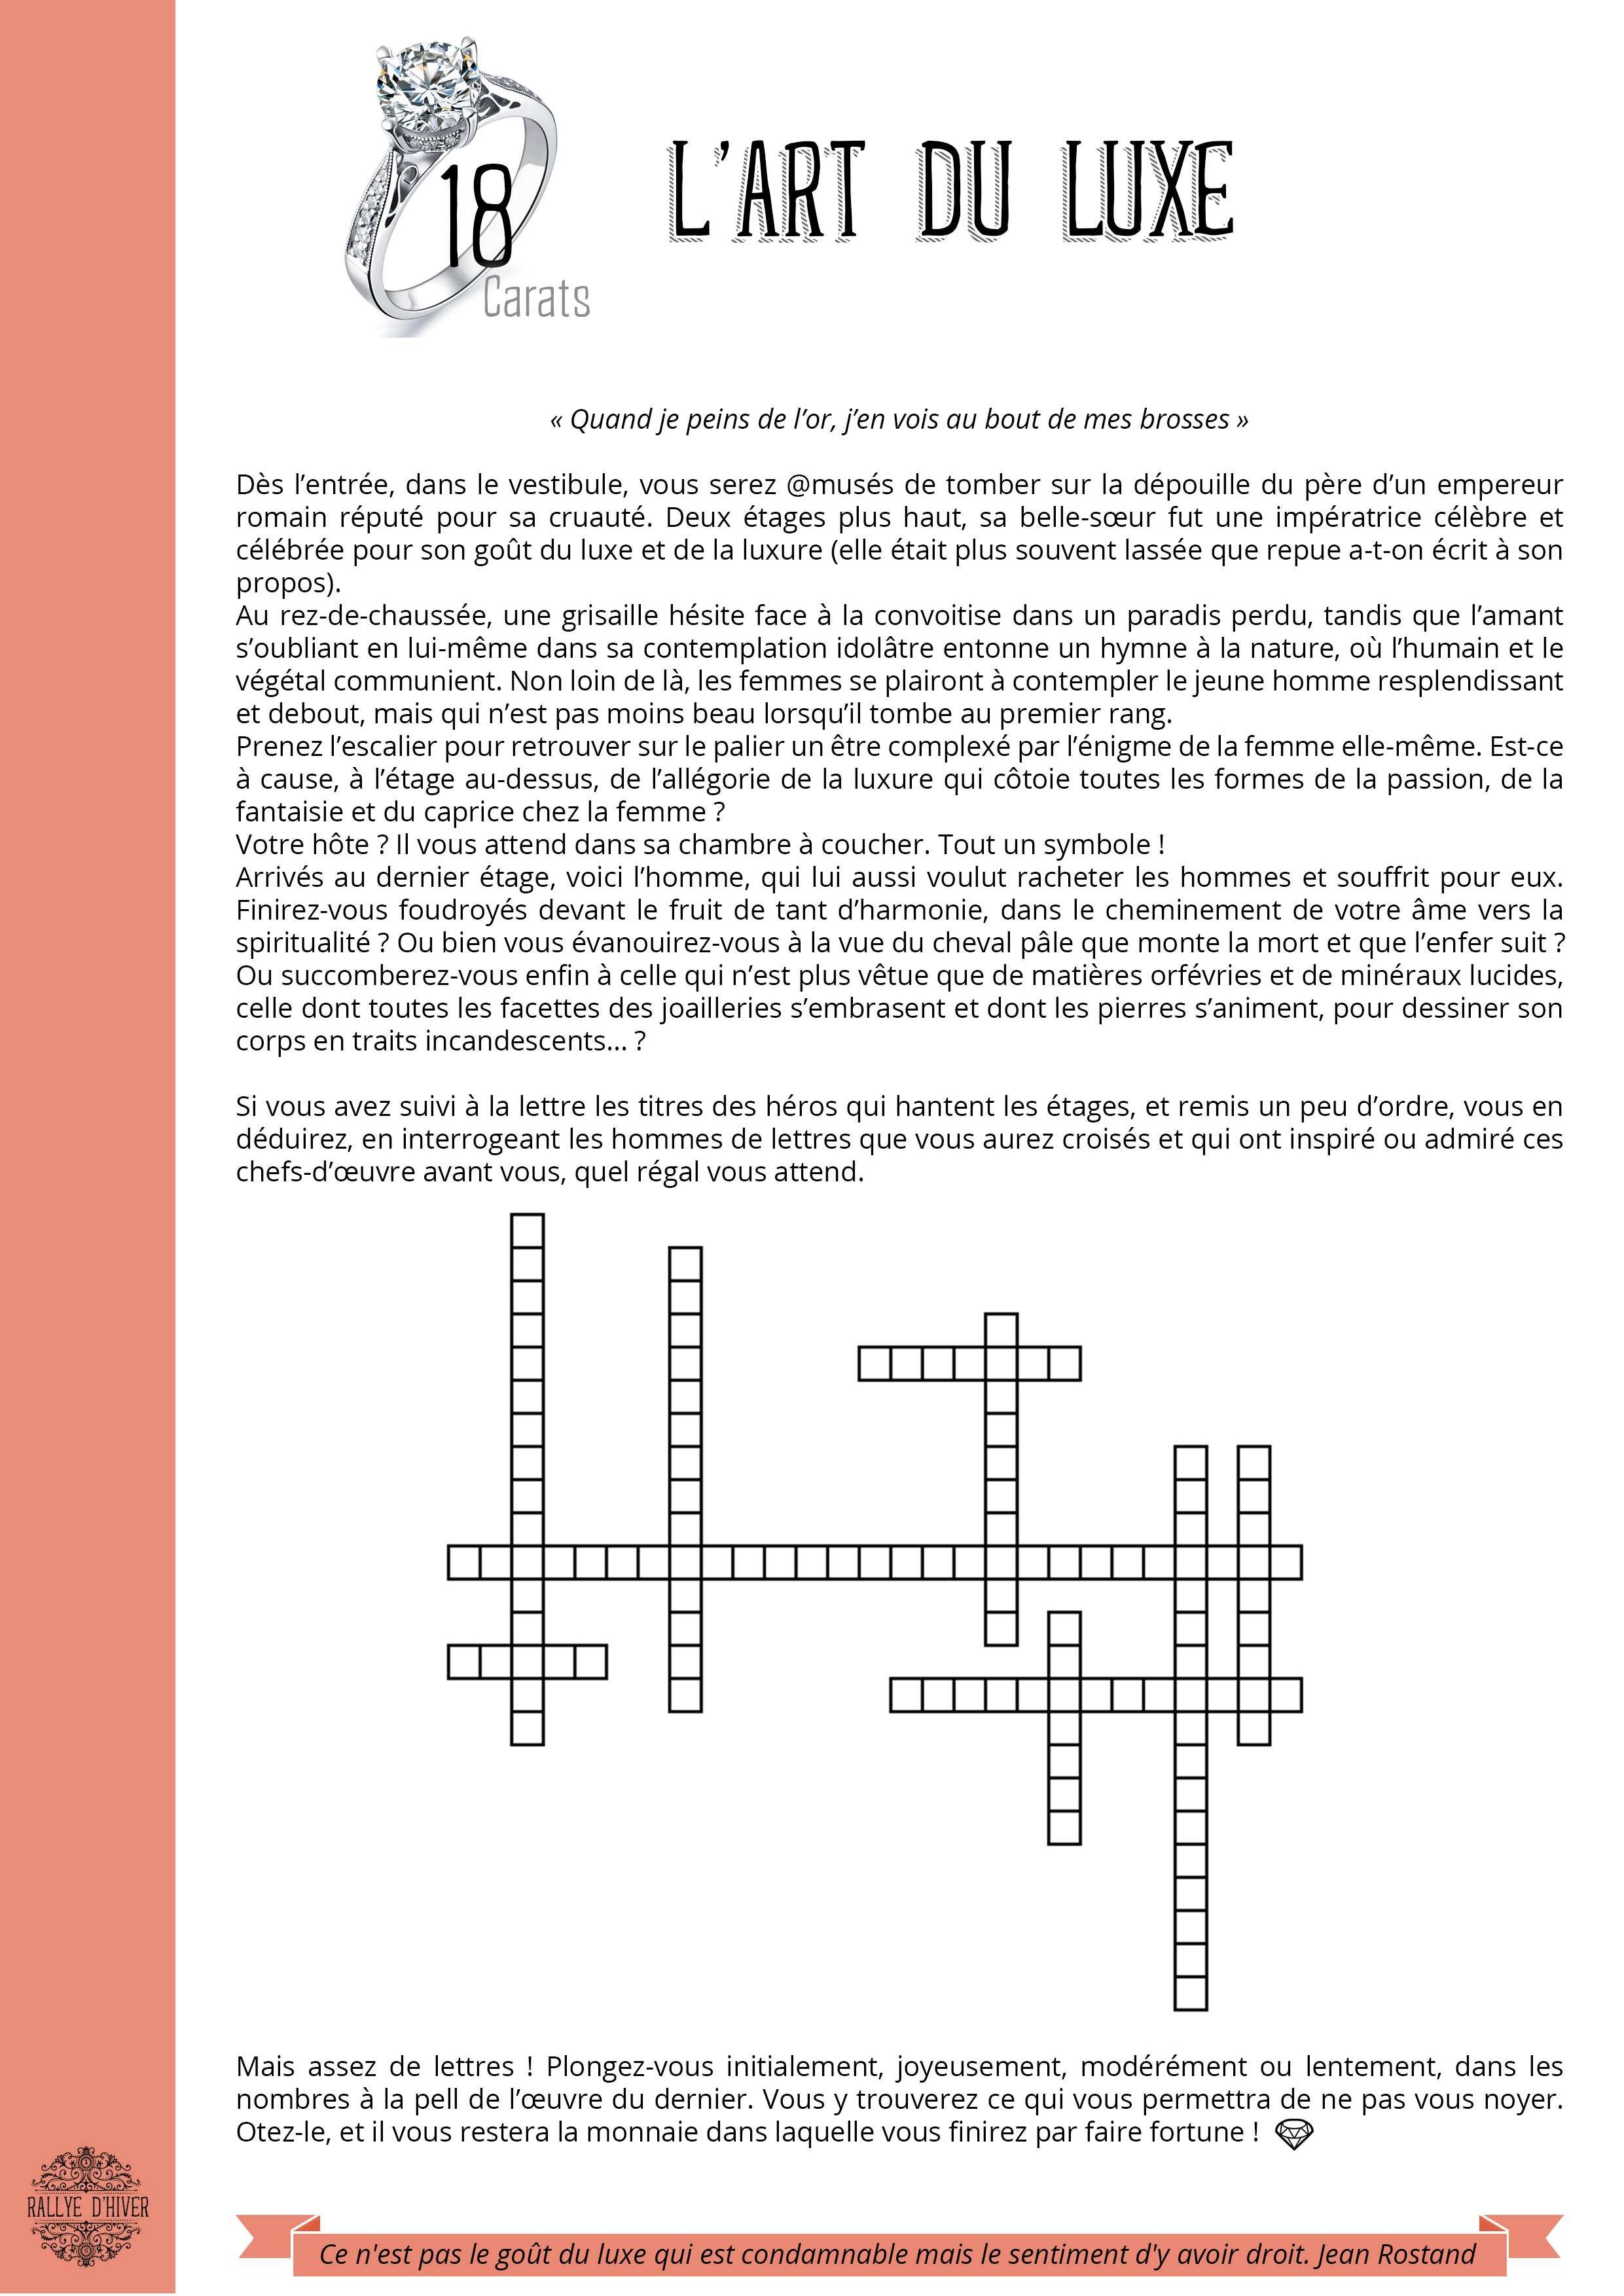 18
Carats
L'ART DU LUXE
« Quand je peins de l’or, j’en vois au bout de mes brosses »
Dès l’entrée, dans le vestibule, vous serez @musés de tomber sur la dépouille du père d’un empereur
romain réputé pour sa cruauté. Deux étages plus haut, sa belle-sœur fut une impératrice célèbre et
célébrée pour son goût du luxe et de la luxure (elle était plus souvent lassée que repue a-t-on écrit à son
propos).
Au rez-de-chaussée, une grisaille hésite face à la convoitise dans un paradis perdu, tandis que l’amant
s’oubliant en lui-même dans sa contemplation idolâtre entonne un hymne à la nature, où l’humain et le
végétal communient. Non loin de là, les femmes se plairont à contempler le jeune homme resplendissant
et debout, mais qui n’est pas moins beau lorsqu’il tombe au premier rang.
Prenez l’escalier pour retrouver sur le palier un être complexé par l’énigme de la femme elle-même. Est-ce
à cause, à l’étage au-dessus, de l’allégorie de la luxure qui côtoie toutes les formes de la passion, de la
fantaisie et du caprice chez la femme ?
Votre hôte ? Il vous attend dans sa chambre à coucher. Tout un symbole !
Arrivés au dernier étage, voici l’homme, qui lui aussi voulut racheter les hommes et souffrit pour eux.
Finirez-vous foudroyés devant le fruit de tant d’harmonie, dans le cheminement de votre âme vers la
spiritualité ? Ou bien vous évanouirez-vous à la vue du cheval pâle que monte la mort et que l’enfer suit ?
Ou succomberez-vous enfin à celle qui n’est plus vêtue que de matières orfévries et de minéraux lucides,
celle dont toutes les facettes des joailleries s’embrasent et dont les pierres s’animent, pour dessiner son
corps en traits incandescents... ?
Si vous avez suivi à la lettre les titres des héros qui hantent les étages, et remis un peu d’ordre, vous en
déduirez, en interrogeant les hommes de lettres que vous aurez croisés et qui ont inspiré ou admiré ces
chefs-d’œuvre avant vous, quel régal vous attend.
Mais assez de lettres ! Plongez-vous initialement, joyeusement, modérément ou lentement, dans les
nombres à la pell de l’œuvre du dernier. Vous y trouverez ce qui vous permettra de ne pas vous noyer.
Otez-le, et il vous restera la monnaie dans laquelle vous finirez par faire fortune !
RALLYE D'HIVER
Ce n'est pas le goût du luxe qui est condamnable mais le sentiment d'y avoir droit. Jean Rostand